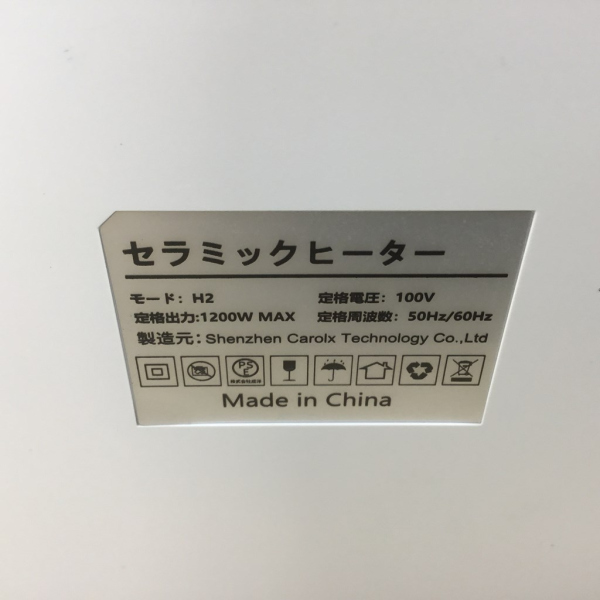 セラミックヒーター
モード: H2 定格電圧: 100V
定格出力:1200W MAX 定格周波数: 50Hz/60Hz
製造元: Shenzhen Carolx Technology Co.,Ltd
PS
E
Made in China